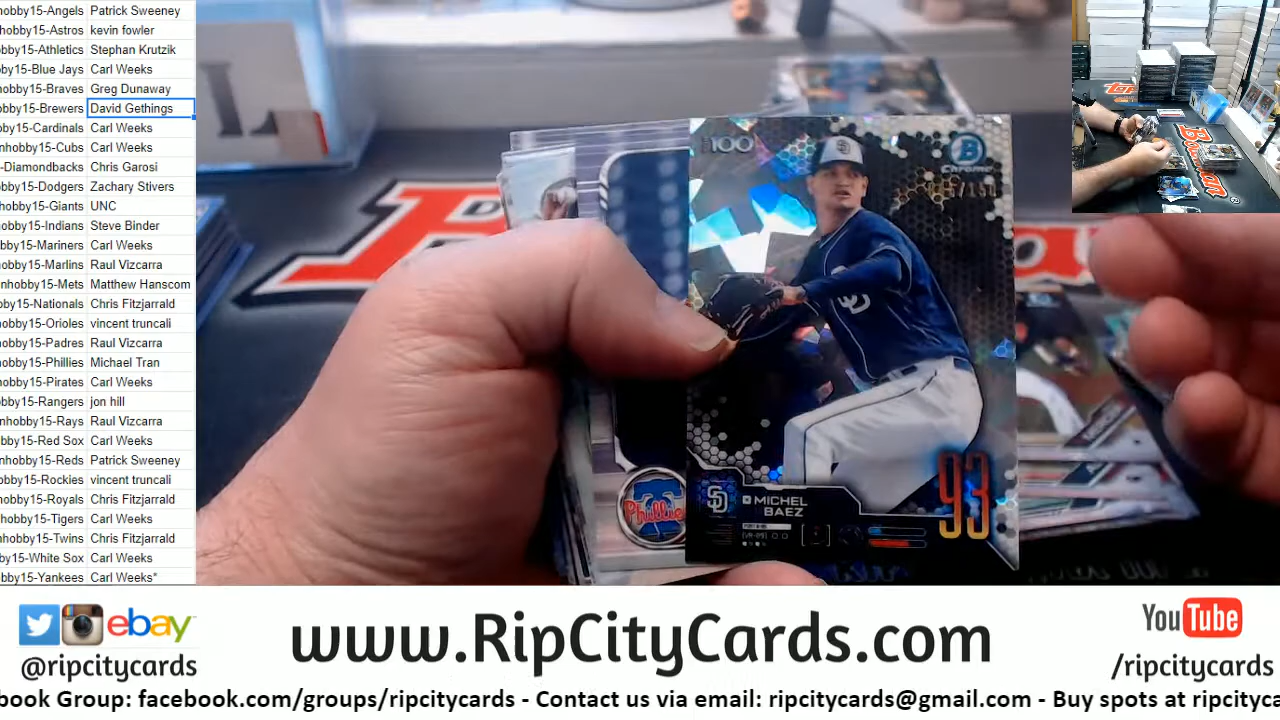 hobby15-Angels Patrick Sweeney
hobby15-Astros kevin fowler
bby15-Athletics Stephan Krutzik
bby15-Blue Jays Carl Weeks
hobby15-Braves Greg Dunaway
obby15-Brewers David Gethings
bby15-Cardinals Carl Weeks
nhobby15-Cubs Carl Weeks
-Diamondbacks Chris Garosi
hobby15-Dodgers Zachary Stivers
hobby15-Giants UNC
hobby15-Indians Steve Binder
obby15-Mariners Carl Weeks
hobby15-Marlins Raul Vizcarra
nhobby15-Mets Matthew Hanscom
bby15-Nationals Chris Fitzjarrald
hobby15-Orioles vincent truncali
hobby15-Padres Raul Vizcarra
hobby15-Phillies Michael Tran
hobby15-Pirates Carl Weeks
hobby15-Rangers jon hill
nhobby15-Rays Raul Vizcarra
bby15-Red Sox Carl Weeks
nhobby15-Reds Patrick Sweeney
hobby15-Rockies vincent truncali
hobby15-Royals Chris Fitzjarrald
hobby15-Tigers Carl Weeks
hobby15-Twins Chris Fitzjarrald
by15-White Sox Carl Weeks
obby15-Yankees Carl Weeks*
100
B
Chrome
SD
Phillies
MICHEL
BAEZ
93
Bowman
ebay
@ripcitycards
www.RipCityCards.com
YouTube
/ripcitycards
book Group: facebook.com/groups/ripcitycards - Contact us via email: ripcitycards@gmail.com - Buy spots at ripcityca